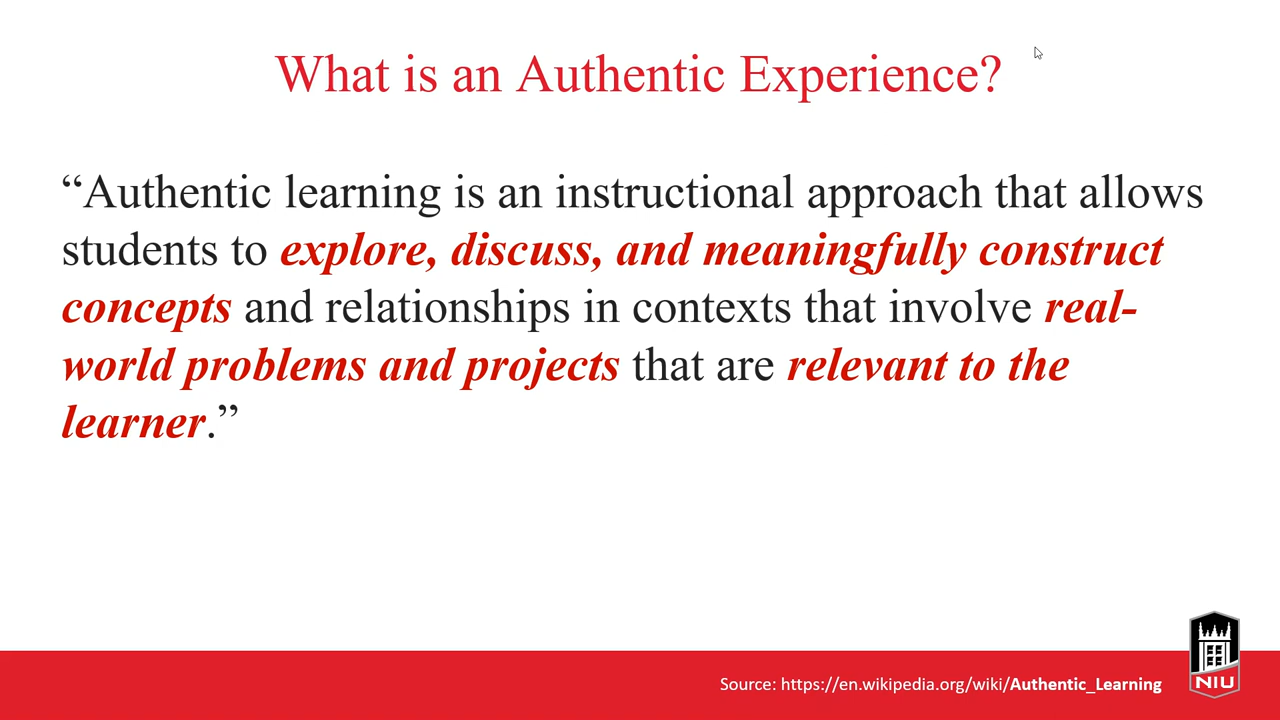 What is an Authentic Experience?
“Authentic learning is an instructional approach that allows
students to explore, discuss, and meaningfully construct
concepts and relationships in contexts that involve real-
world problems and projects that are relevant to the
learner.”
Source: https://en.wikipedia.org/wiki/Authentic_Learning
NIU